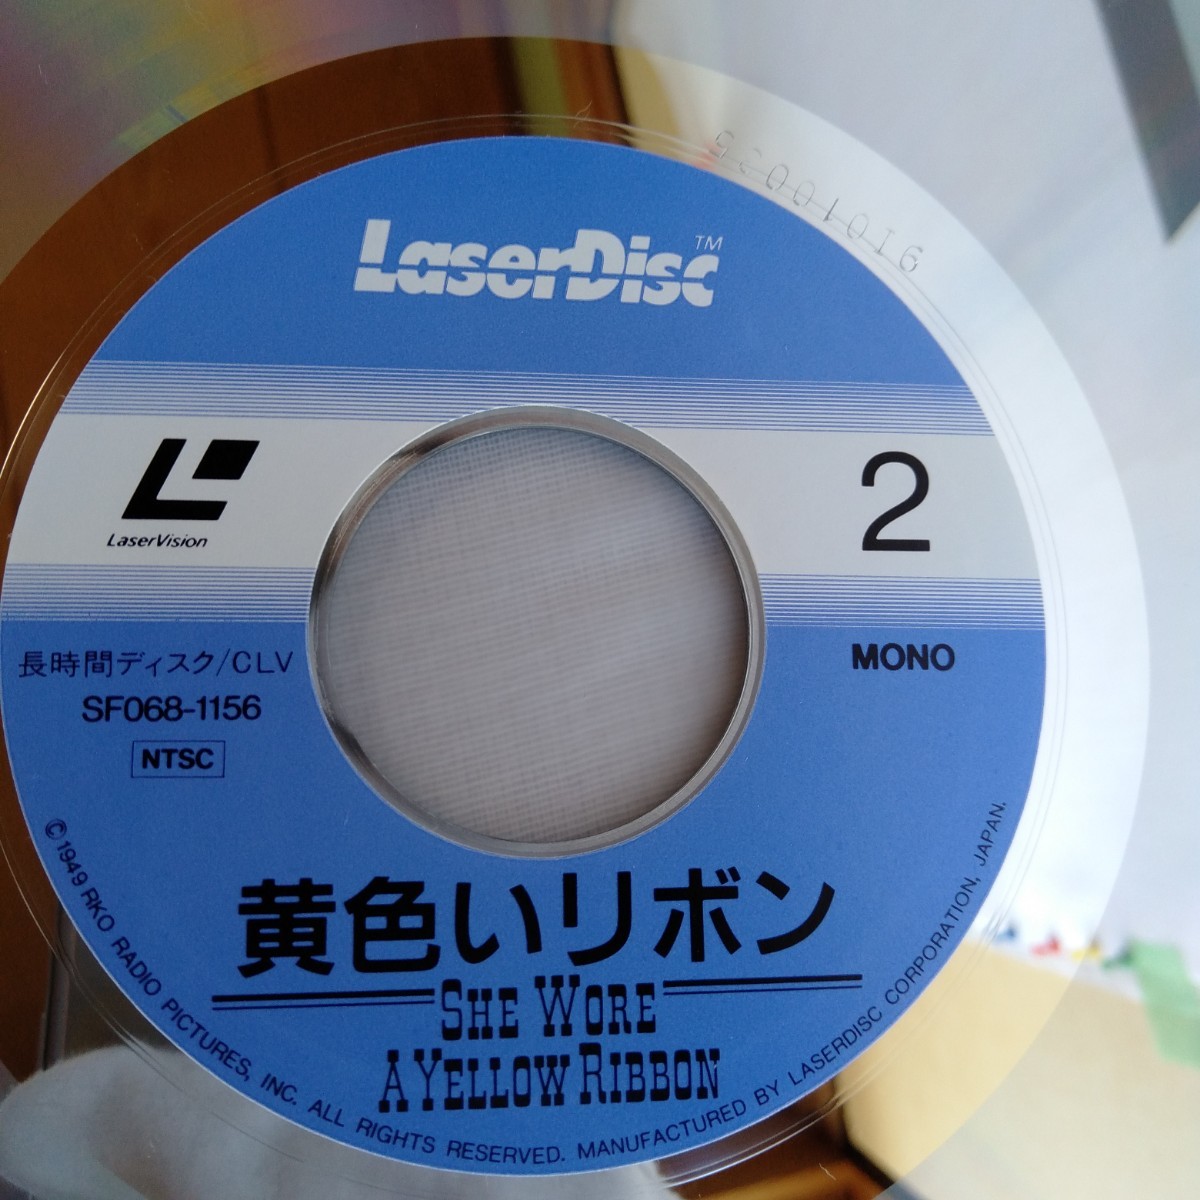 LaserDisc™
LaserVision
2
長時間ディスク/CLV
SF068-1156
NTSC
MONO
黄色いリボン
SHE WORE
A YELLOW RIBBON
©1949 RKO RADIO PICTURES, INC. ALL RIGHTS RESERVED. MANUFACTURED BY LASERDISC CORPORATION, JAPAN.